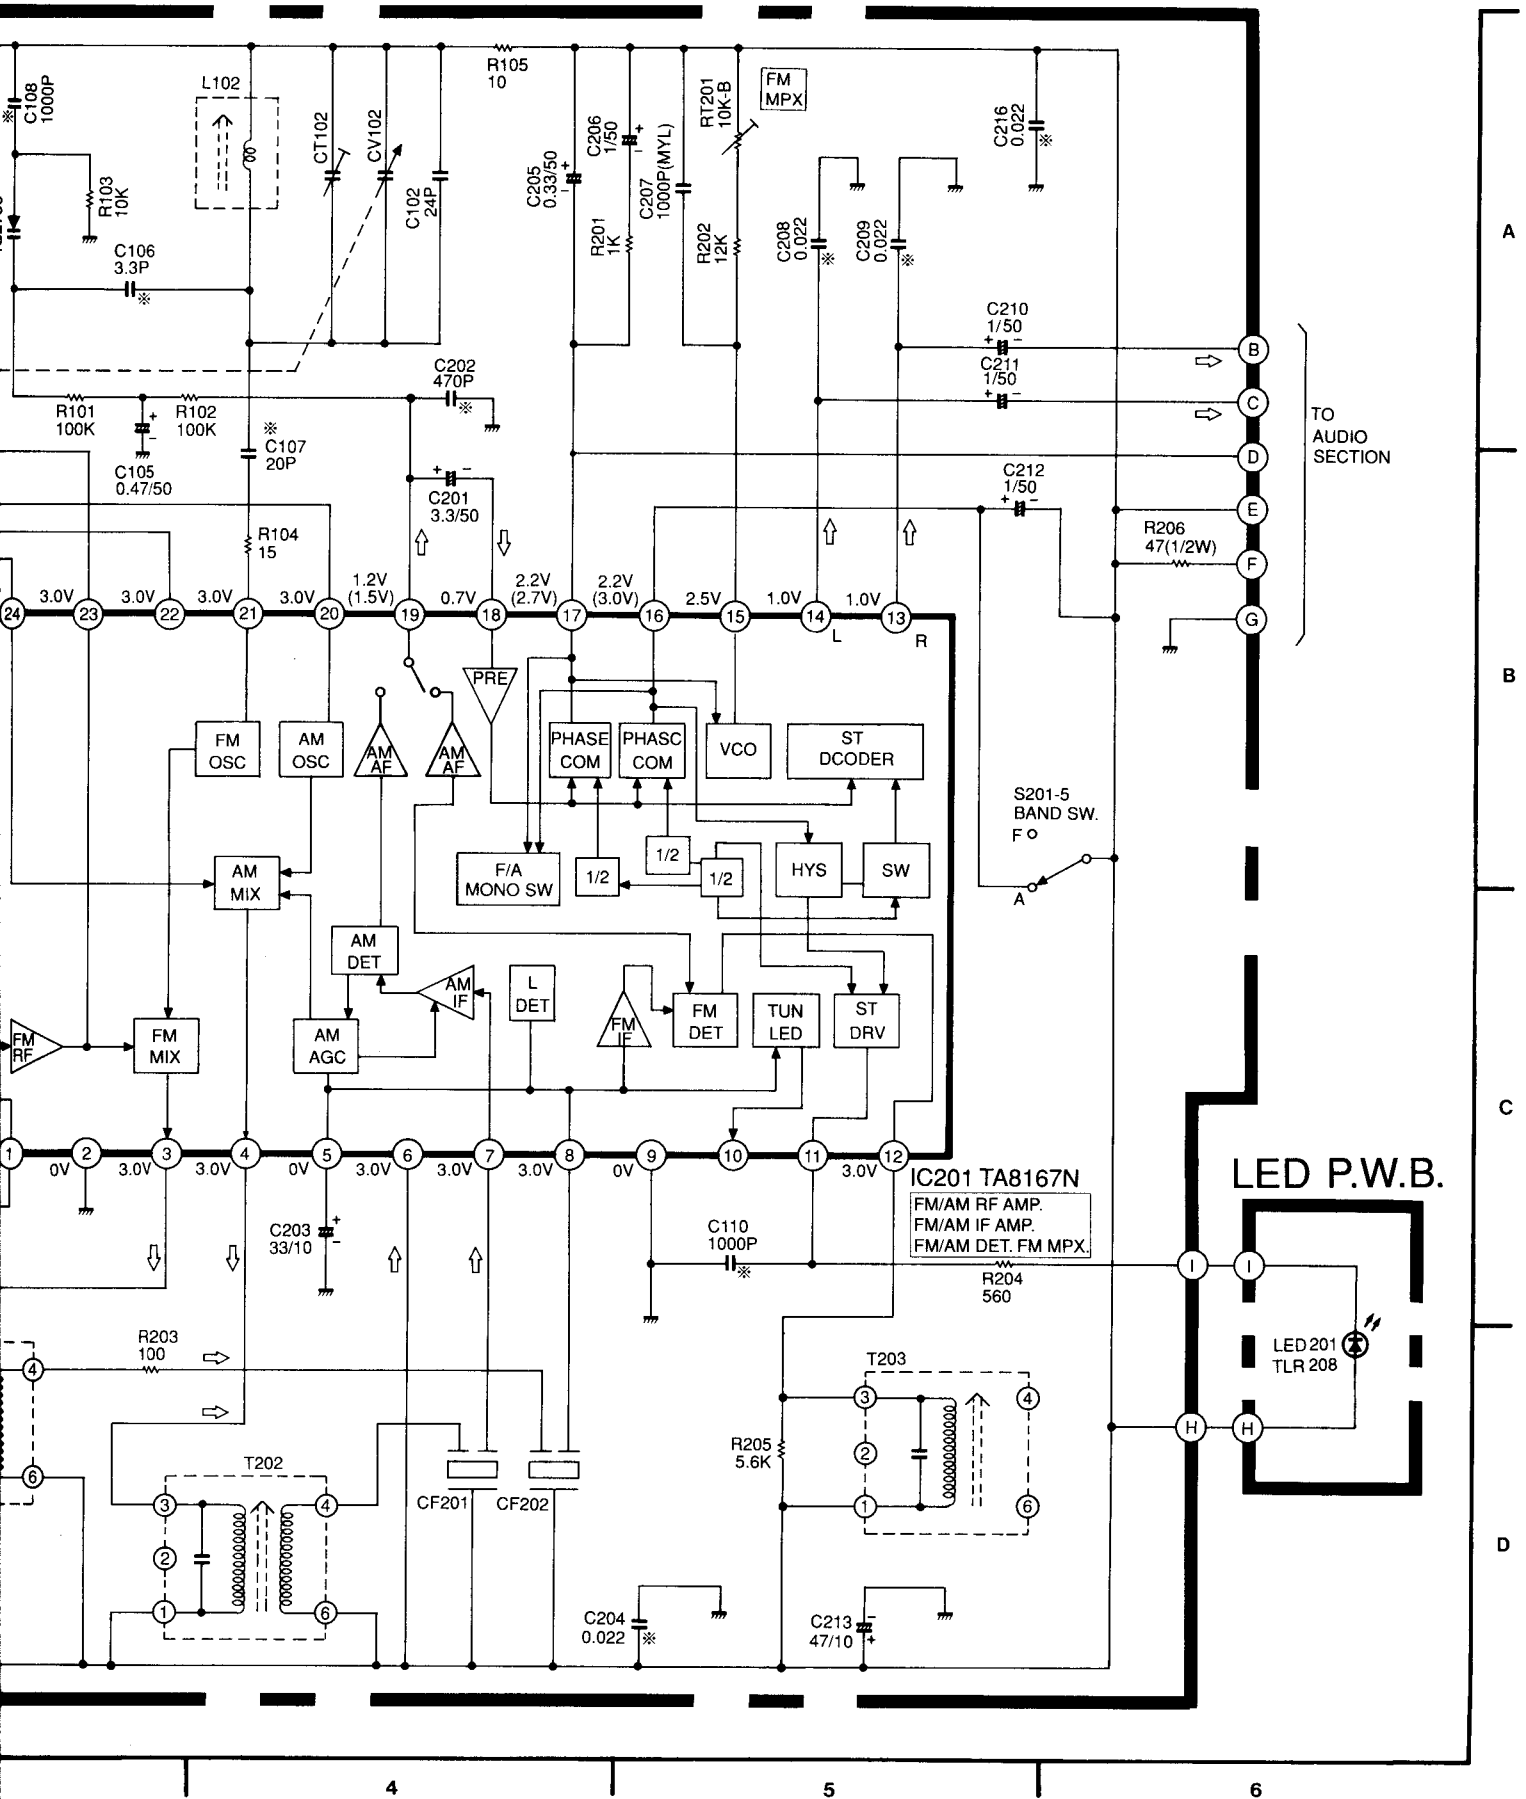 C108
1000P
※
L102
R103
10K
C106
3.3P
※
CT102
CV102
C102
24P
R105
10
C205
0.33/50
+
-
C206
1/50
+
-
R201
1K
C207
1000P(MYL)
RT201
10K-B
FM
MPX
R202
12K
C208
0.022
※
C209
0.022
※
C216
0.022
※
A
C210
1/50
+ -
C211
1/50
+ -
B
C
D
E
F
G
TO
AUDIO
SECTION
R101
100K
C105
0.47/50
+
-
R102
100K
※
C107
20P
R104
15
C202
470P
※
+ -
C201
3.3/50
C212
1/50
+ -
R206
47(1/2W)
24
3.0V
23
3.0V
22
3.0V
21
3.0V
20
1.2V
(1.5V)
19
0.7V
18
2.2V
(2.7V)
17
2.2V
(3.0V)
16
2.5V
15
1.0V
14
L
1.0V
13
R
B
FM
OSC
AM
OSC
AM
AF
AM
AF
PRE
PHASE
COM
PHASC
COM
VCO
ST
DCODER
S201-5
BAND SW.
F
A
AM
MIX
F/A
MONO SW
1/2
1/2
1/2
HYS
SW
AM
DET
AM
IF
L
DET
FM
IF
FM
DET
TUN
LED
ST
DRV
FM
RF
FM
MIX
AM
AGC
C
1
0V
2
3.0V
3
3.0V
4
0V
5
3.0V
6
3.0V
7
3.0V
8
0V
9
10
11
3.0V
12
IC201 TA8167N
FM/AM RF AMP.
FM/AM IF AMP.
FM/AM DET. FM MPX.
LED P.W.B.
C203
33/10
+
-
C110
1000P
※
R204
560
I
I
LED201
TLR 208
H
H
R203
100
4
6
T202
3
2
1
4
6
CF201
CF202
T203
3
2
1
4
6
R205
5.6K
C204
0.022
※
C213
47/10
-
+
D
4
5
6